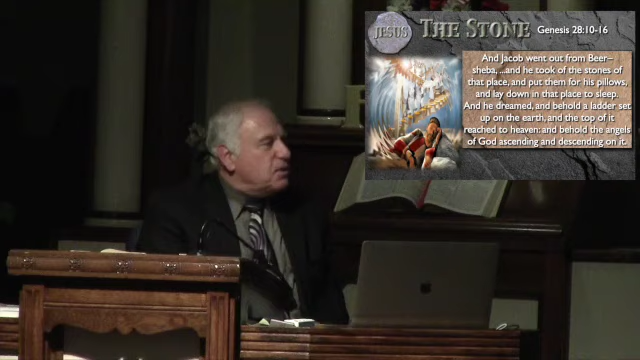 JESUS
THE STONE Genesis 28:10-16
And Jacob went out from Beer–
sheba, ...and he took of the stones of
that place, and put them for his pillows,
and lay down in that place to sleep.
And he dreamed, and behold a ladder set
up on the earth, and the top of it
reached to heaven: and behold the angels
of God ascending and descending on it.